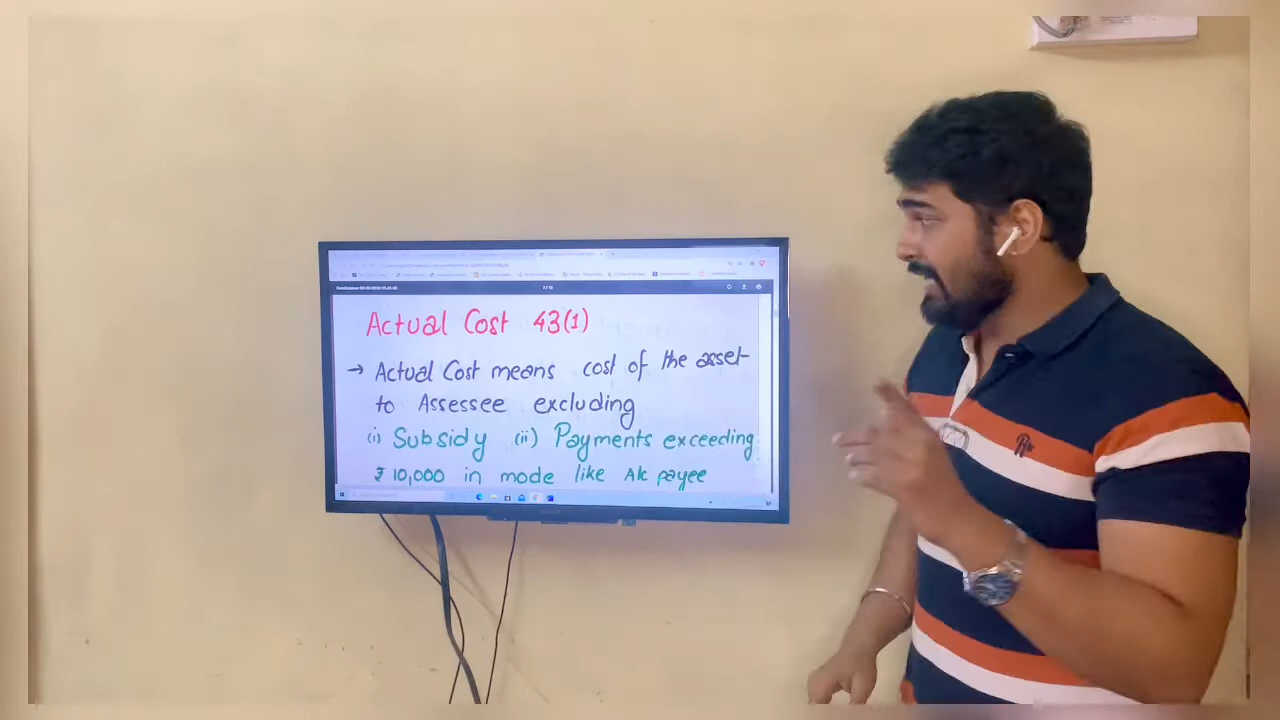 Actual Cost 43(1)
→ Actual Cost means cost of the asset
to Assessee excluding
(i) Subsidy (ii) Payments exceeding
₹ 10,000 in mode like A/c payee